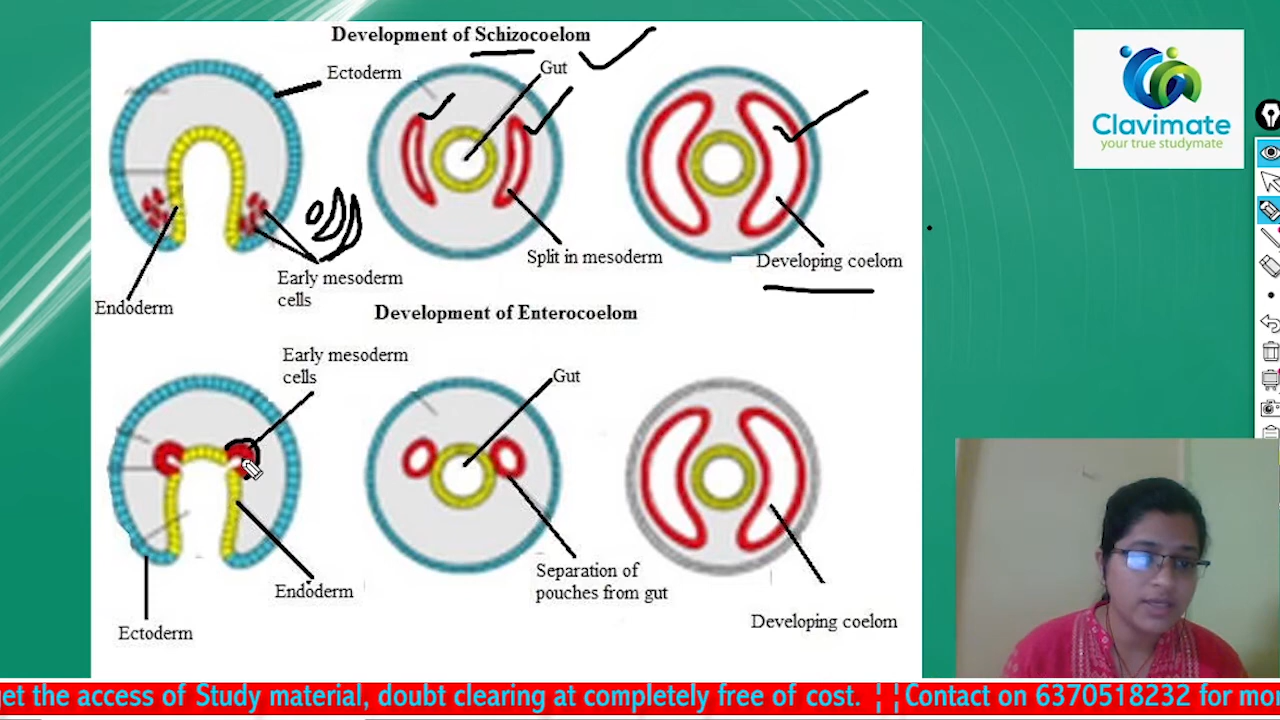 Development of Schizocoelom
Ectoderm
Gut
Split in mesoderm
Developing coelom
Early mesoderm
cells
Endoderm
Development of Enterocoelom
Early mesoderm
cells
Gut
Separation of
pouches from gut
Endoderm
Ectoderm
Developing coelom
Clavimate
your true studymate
get the access of Study material, doubt clearing at completely free of cost. ¦ ¦Contact on 6370518232 for